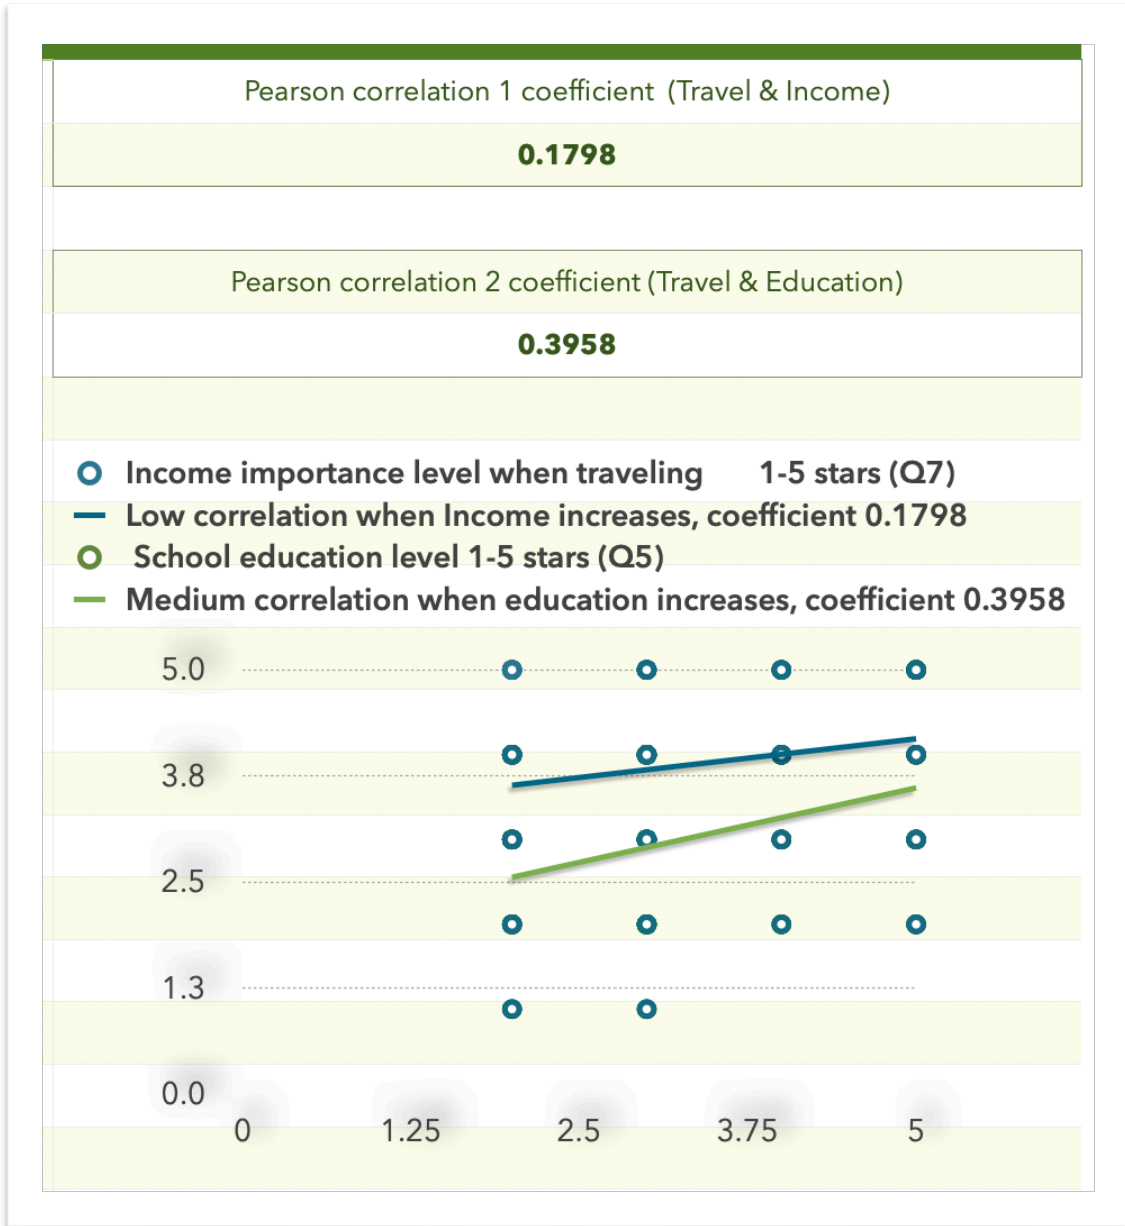 Pearson correlation 1 coefficient (Travel & Income)
0.1798
Pearson correlation 2 coefficient (Travel & Education)
0.3958
Income importance level when traveling 1-5 stars (Q7)
Low correlation when Income increases, coefficient 0.1798
School education level 1-5 stars (Q5)
Medium correlation when education increases, coefficient 0.3958
5.0
3.8
2.5
1.3
0.0
0 1.25 2.5 3.75 5